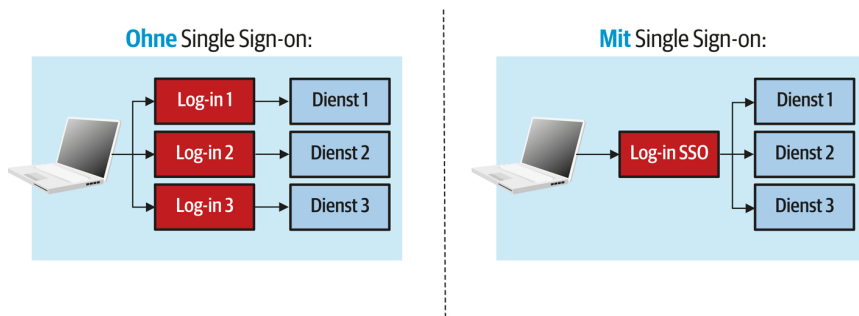 Ohne Single Sign-on:
Log-in 1
Dienst 1
Log-in 2
Dienst 2
Log-in 3
Dienst 3
Mit Single Sign-on:
Log-in SSO
Dienst 1
Dienst 2
Dienst 3